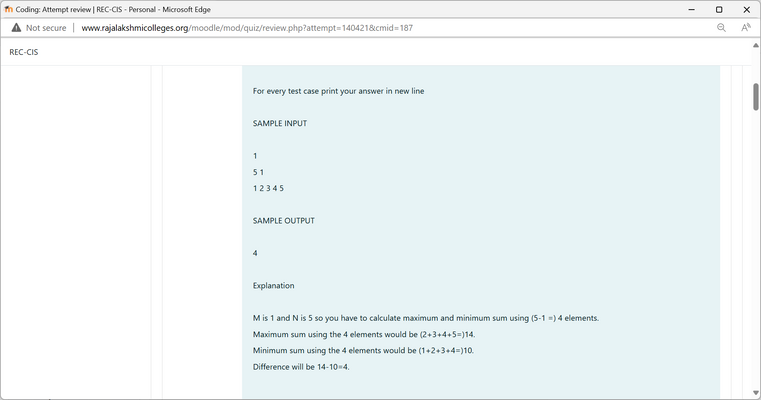 Coding: Attempt review | REC-CIS - Personal - Microsoft Edge
Not secure | www.rajalakshmicolleges.org/moodle/mod/quiz/review.php?attempt=140421&cmid=187
REC-CIS
For every test case print your answer in new line
SAMPLE INPUT
1
5 1
1 2 3 4 5
SAMPLE OUTPUT
4
Explanation
M is 1 and N is 5 so you have to calculate maximum and minimum sum using (5-1 =) 4 elements.
Maximum sum using the 4 elements would be (2+3+4+5=)14.
Minimum sum using the 4 elements would be (1+2+3+4=)10.
Difference will be 14-10=4.